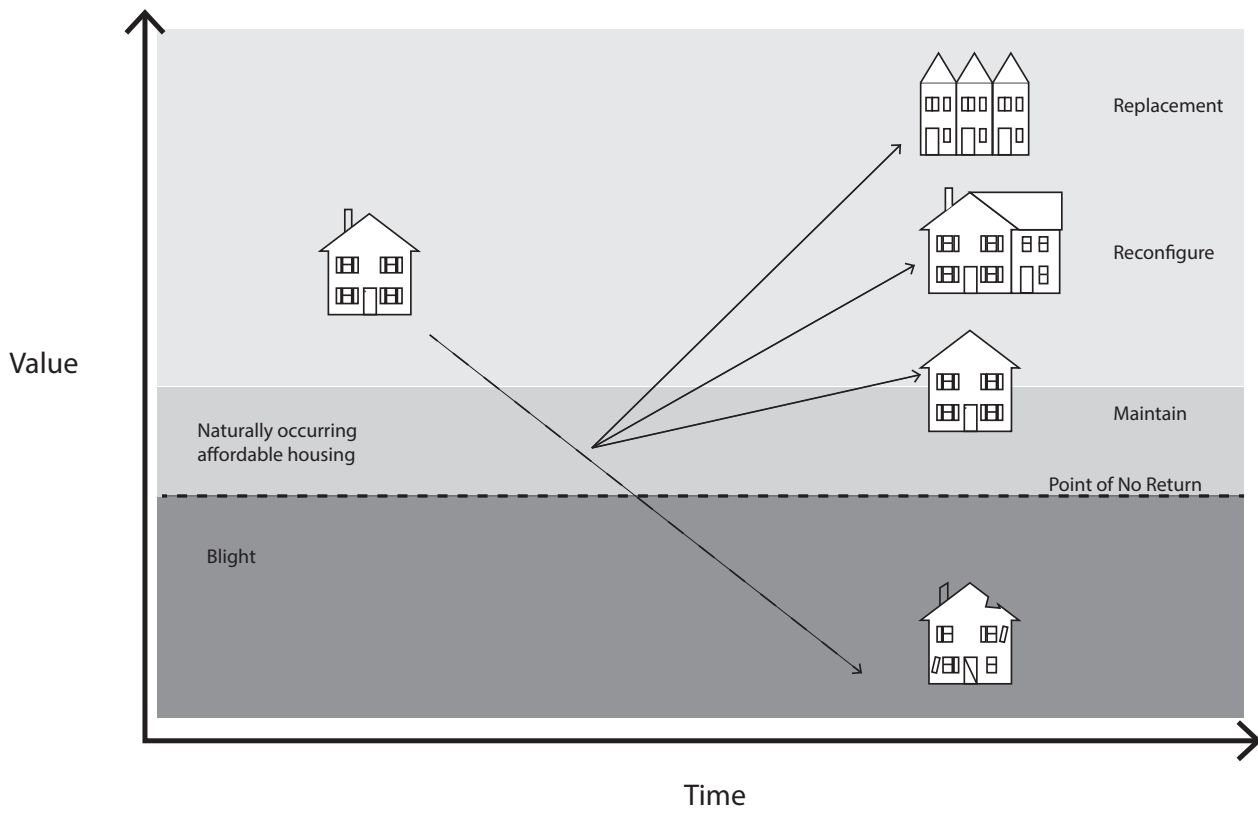 Replacement
Reconfigure
Value
Maintain
Naturally occurring
affordable housing
Point of No Return
Blight
Time